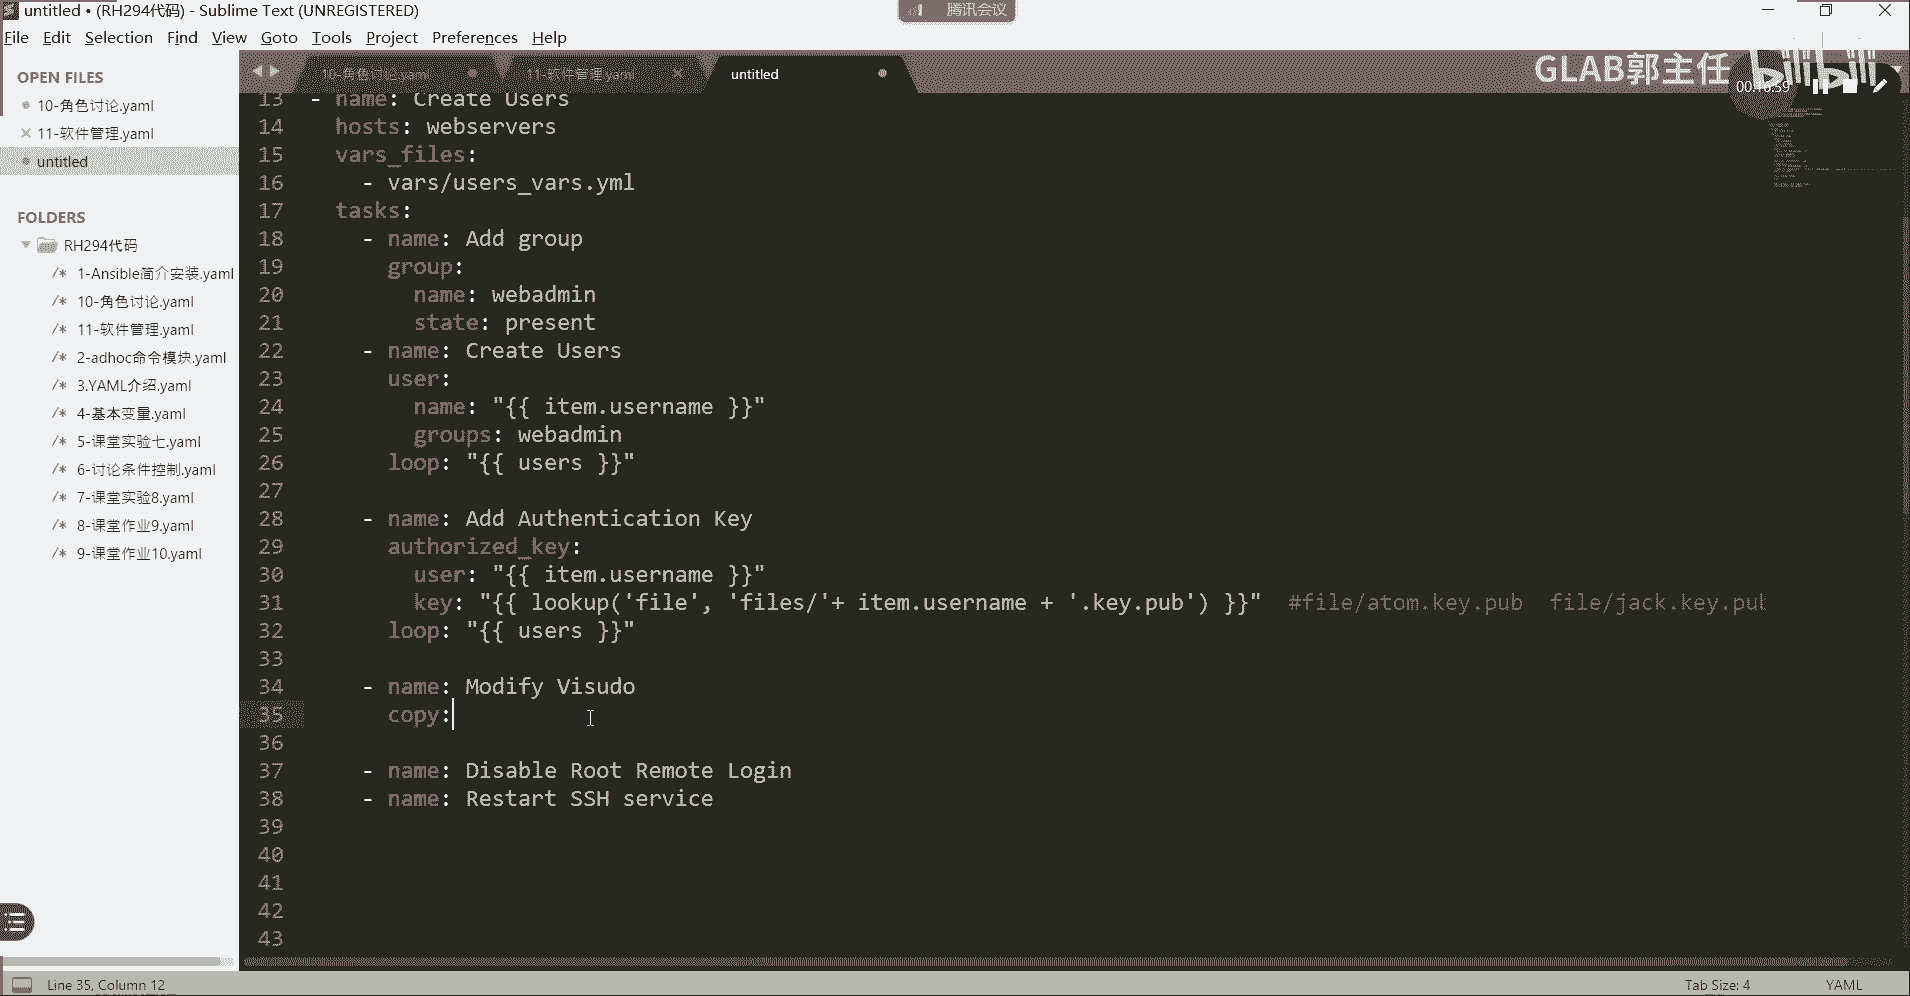 untitled • (RH294代码) - Sublime Text (UNREGISTERED)
腾讯会议
File Edit Selection Find View Goto Tools Project Preferences Help
OPEN FILES
10-角色讨论.yaml
11-软件管理.yaml
untitled
FOLDERS
RH294代码
/* 1-Ansible简介安装.yaml
/* 10-角色讨论.yaml
/* 11-软件管理.yaml
/* 2-adhoc命令模块.yaml
/* 3.YAML介绍.yaml
/* 4-基本变量.yaml
/* 5-课堂实验七.yaml
/* 6-讨论条件控制.yaml
/* 7-课堂实验8.yaml
/* 8-课堂作业9.yaml
/* 9-课堂作业10.yaml
10-角色讨论.yaml 11-软件管理.yaml untitled
GLAB郭主任 bilibili
00:16:59
13 - name: Create Users
14 hosts: webservers
15 vars_files:
16 - vars/users_vars.yml
17 tasks:
18 - name: Add group
19 group:
20 name: webadmin
21 state: present
22 - name: Create Users
23 user:
24 name: "{{ item.username }}"
25 groups: webadmin
26 loop: "{{ users }}"
27
28 - name: Add Authentication Key
29 authorized_key:
30 user: "{{ item.username }}"
31 key: "{{ lookup('file', 'files/'+ item.username + '.key.pub') }}" #file/atom.key.pub file/jack.key.pub
32 loop: "{{ users }}"
33
34 - name: Modify Visudo
35 copy:
36
37 - name: Disable Root Remote Login
38 - name: Restart SSH service
39
40
41
42
43
Line 35, Column 12
Tab Size: 4 YAML